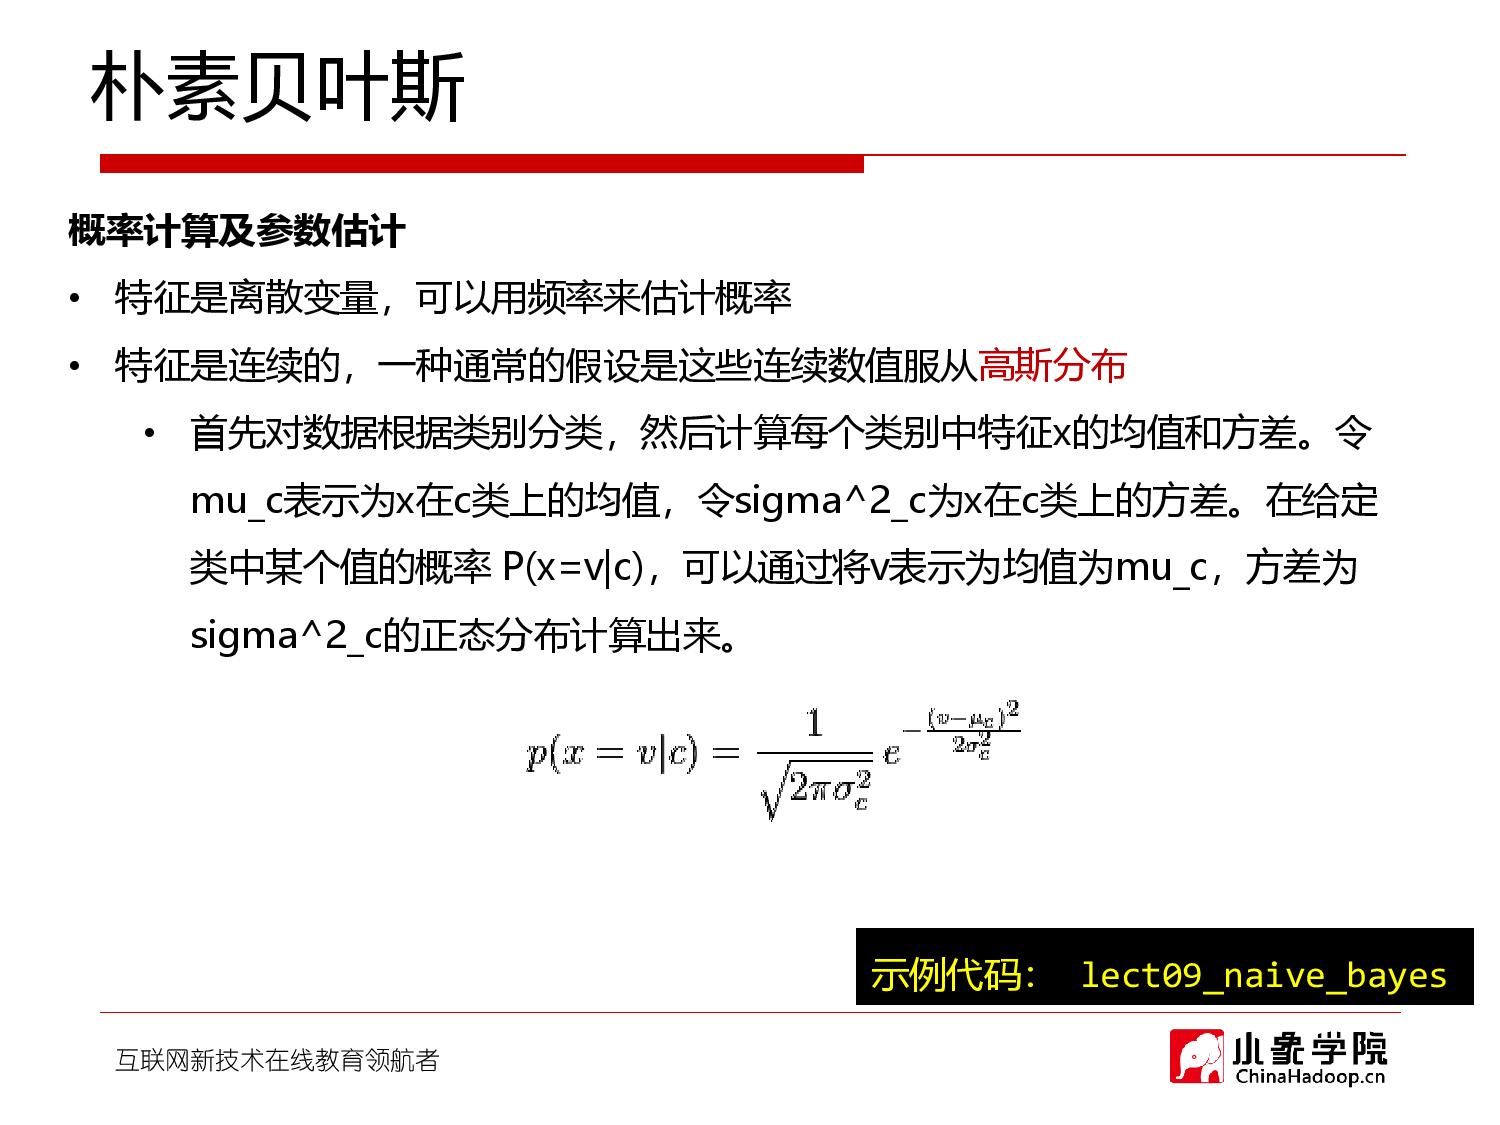 朴素贝叶斯
概率计算及参数估计
• 特征是离散变量，可以用频率来估计概率
• 特征是连续的，一种通常的假设是这些连续数值服从高斯分布
• 首先对数据根据类别分类，然后计算每个类别中特征x的均值和方差。令
mu_c表示为x在c类上的均值，令sigma^2_c为x在c类上的方差。在给定
类中某个值的概率 P(x=v|c)，可以通过将v表示为均值为mu_c，方差为
sigma^2_c的正态分布计算出来。
p(x = v|c) = \frac{1}{\sqrt{2\pi\sigma_c^2}} e^{-\frac{(v-\mu_c)^2}{2\sigma_c^2}}
示例代码： lect09_naive_bayes
互联网新技术在线教育领航者
小象学院
ChinaHadoop.cn